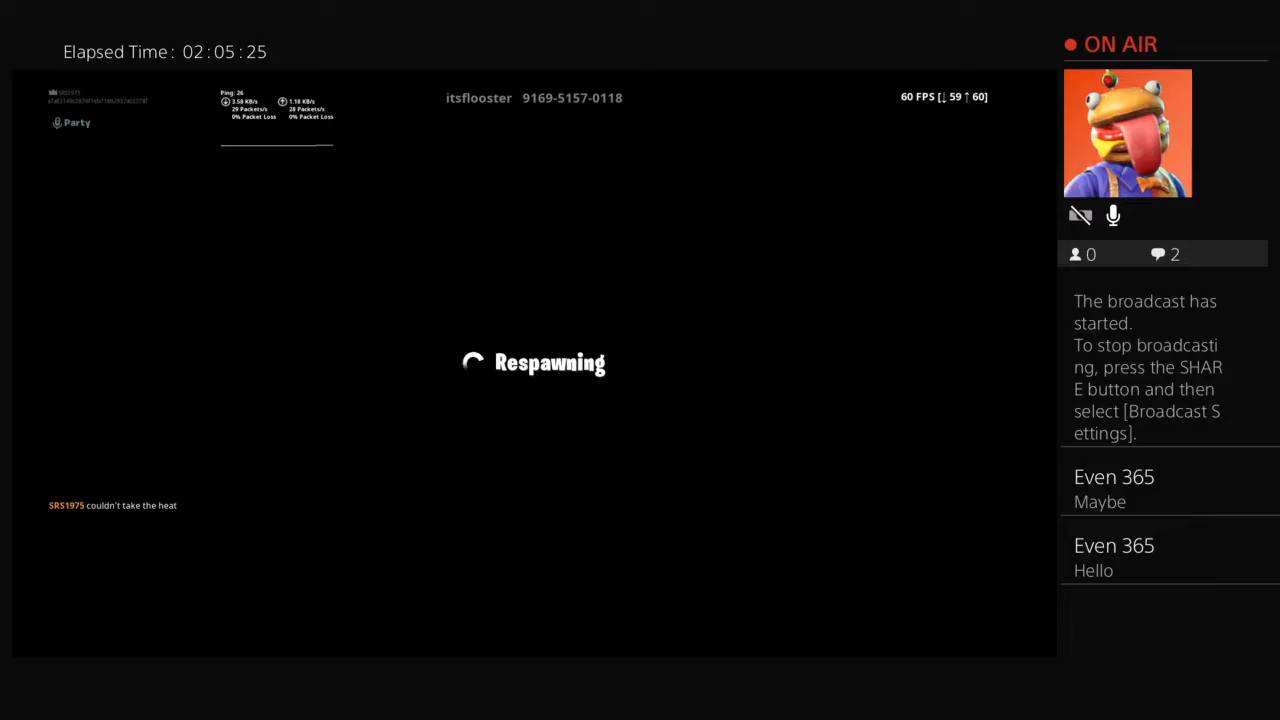 Elapsed Time: 02:05:25
ON AIR
SRS1975
Party
Ping: 26
3.58 KB/s 1.18 KB/s
29 Packets/s 28 Packets/s
0% Packet Loss 0% Packet Loss
itsflooster 9169-5157-0118
60 FPS [↓ 59 ↑ 60]
0 2
The broadcast has
started.
To stop broadcasti
ng, press the SHAR
E button and then
select [Broadcast S
ettings].
Respawning
Even 365
Maybe
SRS1975 couldn't take the heat
Even 365
Hello